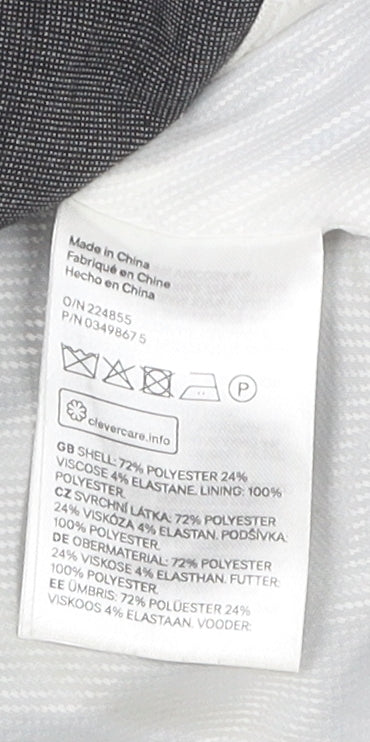 Made in China
Fabriqué en Chine
Hecho en China
O/N 224855
P/N 0349867 5
P
clevercare.info
GB SHELL: 72% POLYESTER 24%
VISCOSE 4% ELASTANE. LINING: 100%
POLYESTER.
CZ SVRCHNÍ LÁTKA: 72% POLYESTER
24% VISKÓZA 4% ELASTAN. PODŠÍVKA:
100% POLYESTER.
DE OBERMATERIAL: 72% POLYESTER
24% VISKOSE 4% ELASTHAN. FUTTER:
100% POLYESTER.
EE ÜMBRIS: 72% POLÜESTER 24%
VISKOOS 4% ELASTAAN. VOODER: